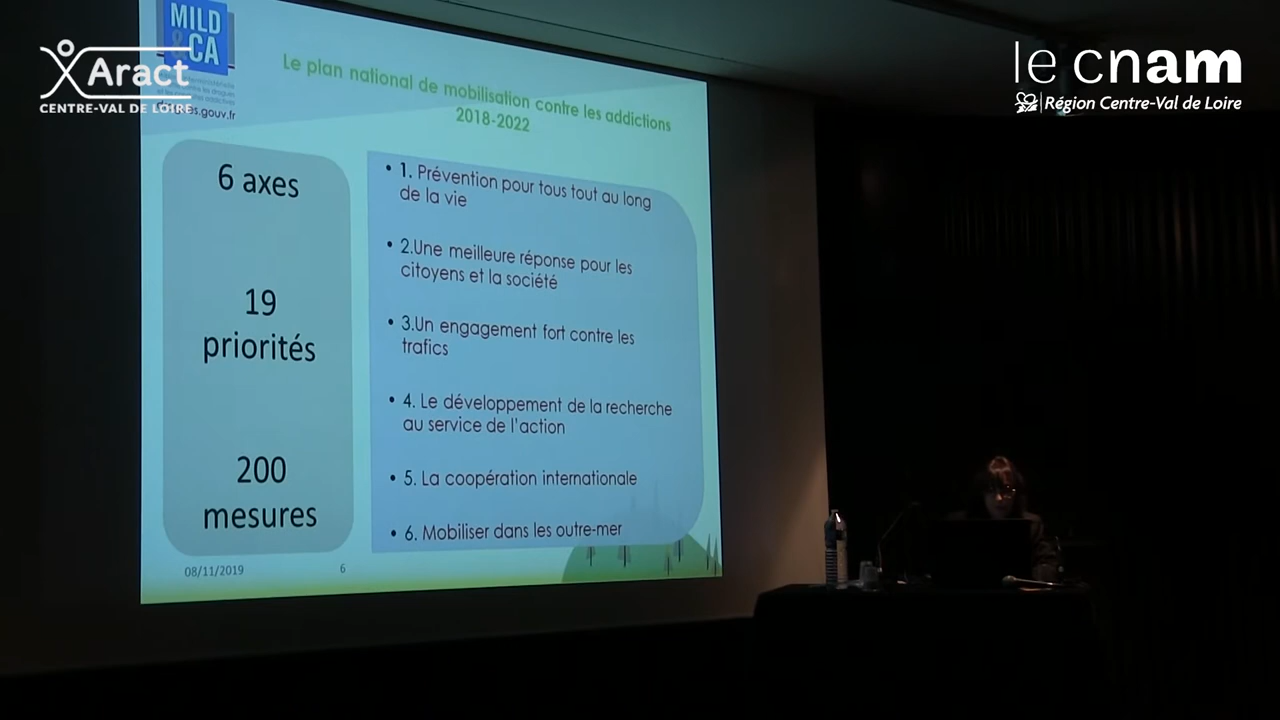 MILD
&CA
Aract
CENTRE-VAL DE LOIRE
.gouv.fr
le cnam
Région Centre-Val de Loire
Le plan national de mobilisation contre les addictions
2018-2022
6 axes
19
priorités
200
mesures
• 1. Prévention pour tous tout au long
de la vie
• 2.Une meilleure réponse pour les
citoyens et la société
• 3.Un engagement fort contre les
trafics
• 4. Le développement de la recherche
au service de l'action
• 5. La coopération internationale
• 6. Mobiliser dans les outre-mer
08/11/2019
6